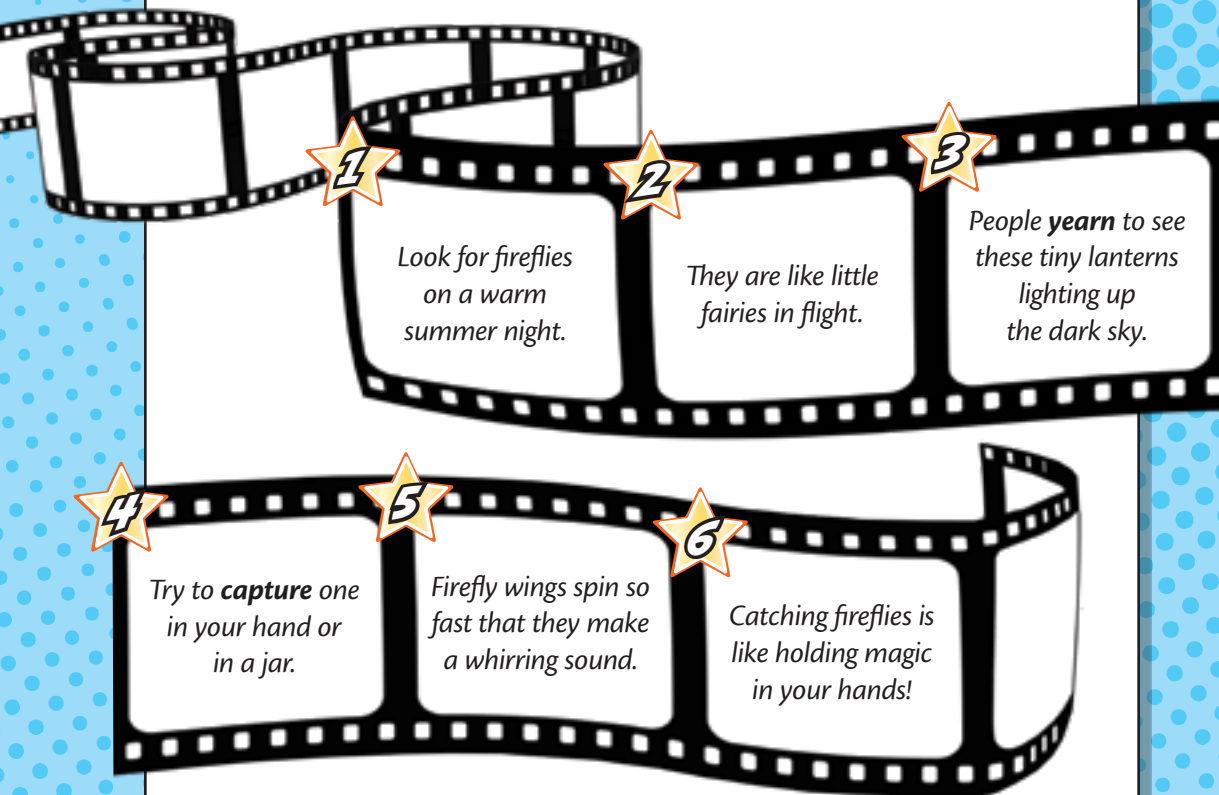 1
Look for fireflies
on a warm
summer night.
2
They are like little
fairies in flight.
3
People yearn to see
these tiny lanterns
lighting up
the dark sky.
4
Try to capture one
in your hand or
in a jar.
5
Firefly wings spin so
fast that they make
a whirring sound.
6
Catching fireflies is
like holding magic
in your hands!